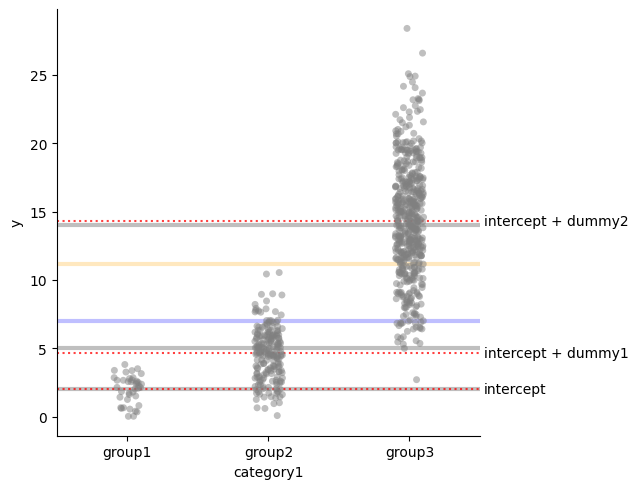 25
20
15
10
5
0
y
intercept + dummy2
intercept + dummy1
intercept
group1 group2 group3
category1